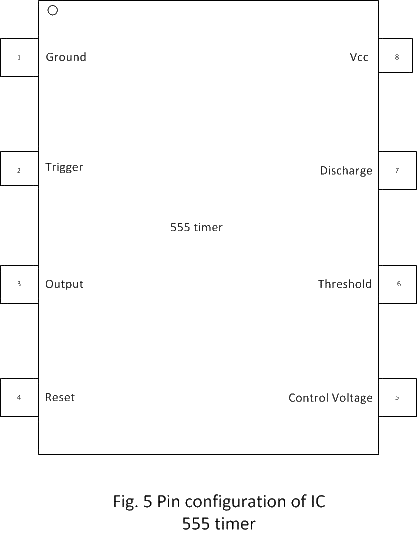 1 Ground Vcc 8
2 Trigger Discharge 7
555 timer
3 Output Threshold 6
4 Reset Control Voltage 5
Fig. 5 Pin configuration of IC
555 timer